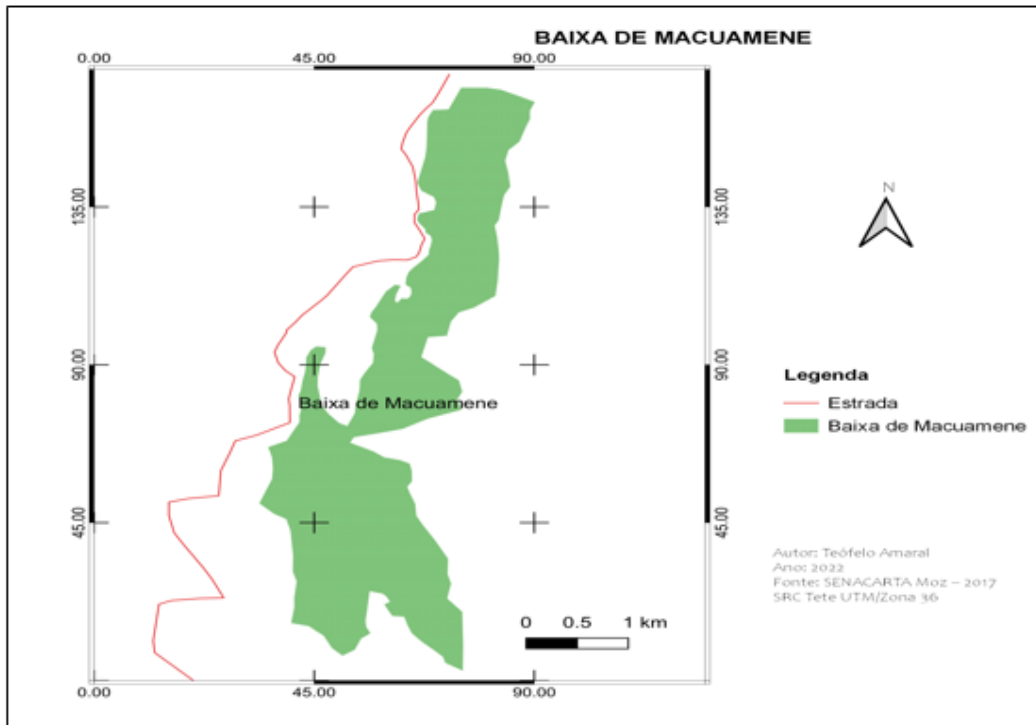 BAIXA DE MACUAMENE
0.00
45.00
90.00
135.00
135.00
90.00
90.00
45.00
45.00
0.00
45.00
90.00
Baixa de Macuamene
N
Legenda
Estrada
Baixa de Macuamene
Autor: Teófelo Amaral
Ano: 2022
Fonte: SENACARTA Moz – 2017
SRC Tete UTM/Zona 36
0 0.5 1 km